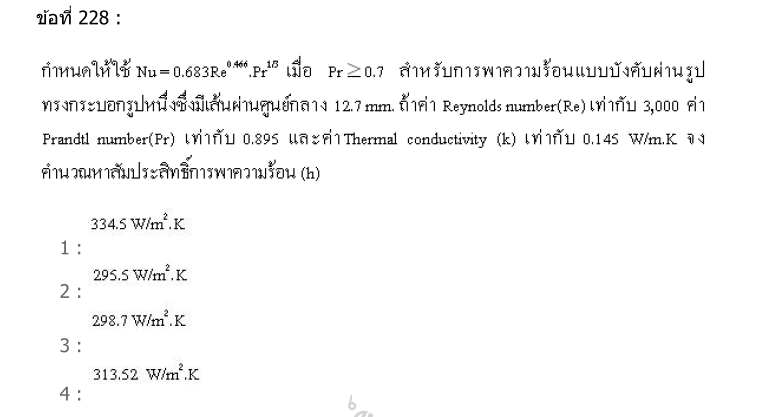 ข้อที่ 228 :
กำหนดให้ใช้ Nu = 0.683Re^0.466.Pr^1/3 เมื่อ Pr ≥ 0.7 สำหรับการพาความร้อนแบบบังคับผ่านรูป
ทรงกระบอกรูปหนึ่งซึ่งมีเส้นผ่านศูนย์กลาง 12.7 mm. ถ้าค่า Reynolds number(Re) เท่ากับ 3,000 ค่า
Prandtl number(Pr) เท่ากับ 0.895 และค่า Thermal conductivity (k) เท่ากับ 0.145 W/m.K จง
คำนวณหาสัมประสิทธิ์การพาความร้อน (h)
334.5 W/m².K
1 :
295.5 W/m².K
2 :
298.7 W/m².K
3 :
313.52 W/m².K
4 :